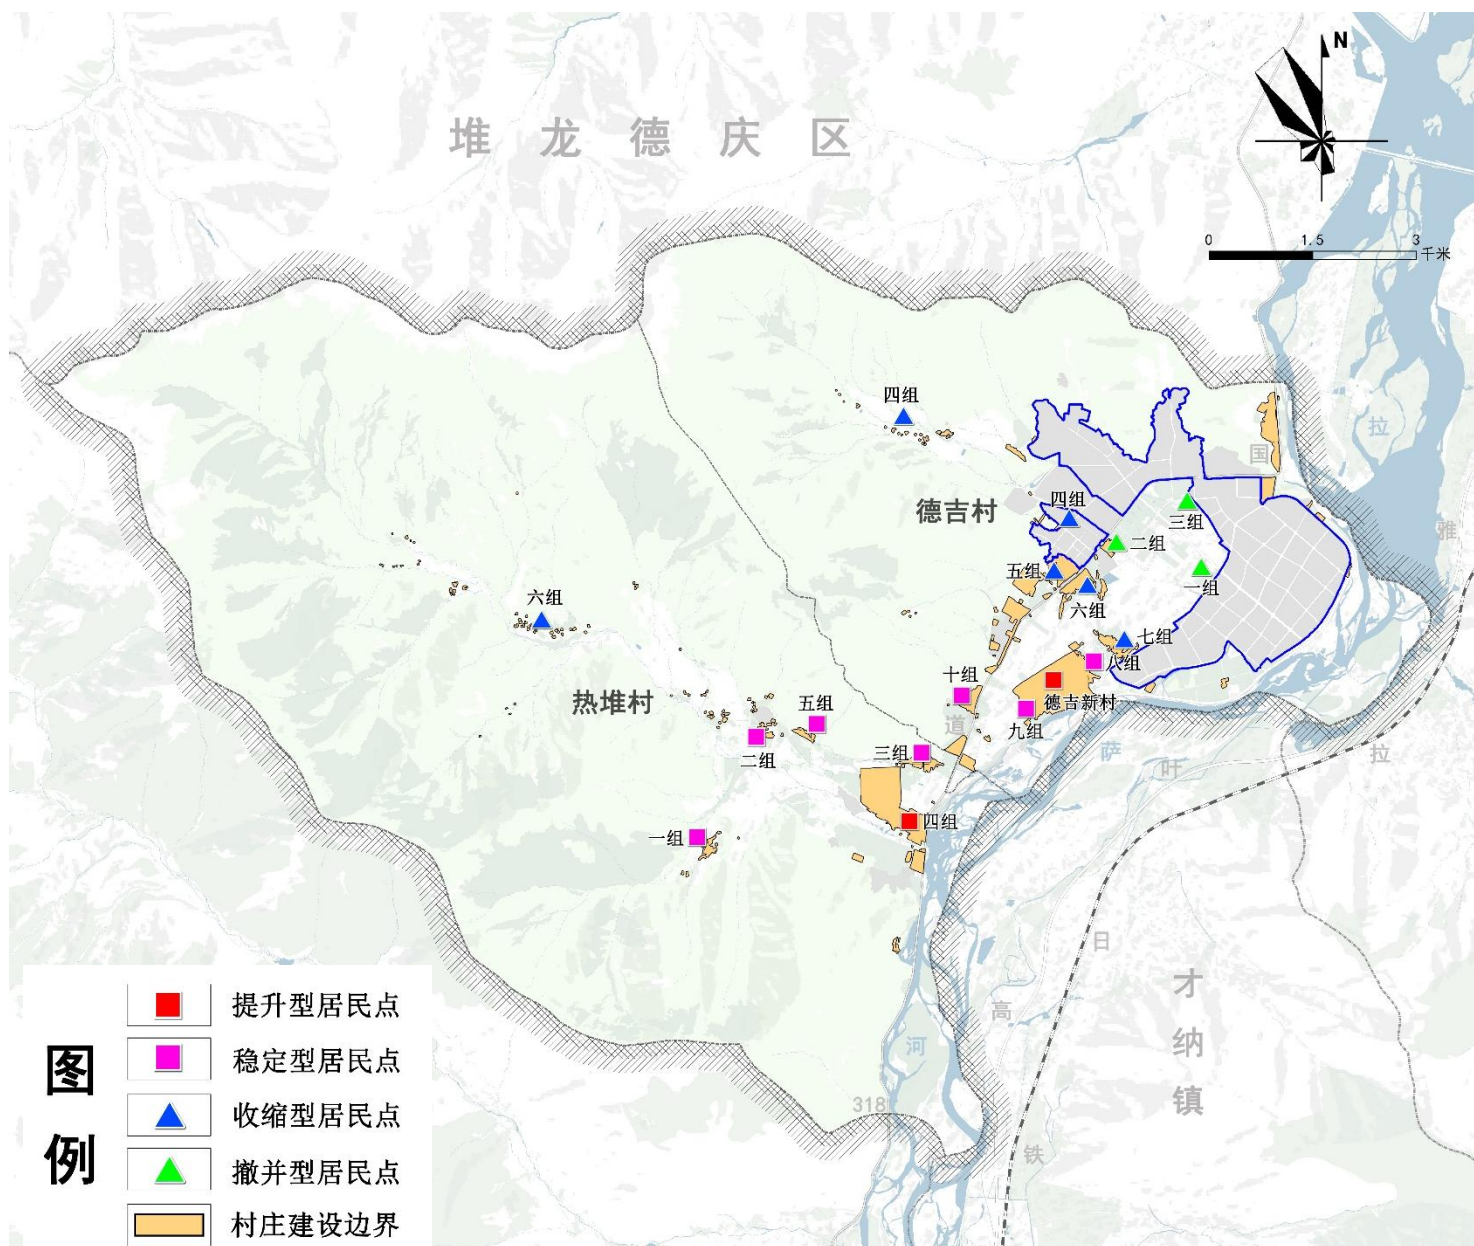 堆龙德庆区
N
0 1.5 3
千米
四组
拉
国
德吉村
四组
三组
雅
二组
五组
一组
六组
六组
七组
八组
十组
德吉新村
热堆村
五组
九组
道
二组
三组
萨
叶
拉
四组
一组
日
才纳镇
高
河
318
铁
图例
提升型居民点
稳定型居民点
收缩型居民点
撤并型居民点
村庄建设边界